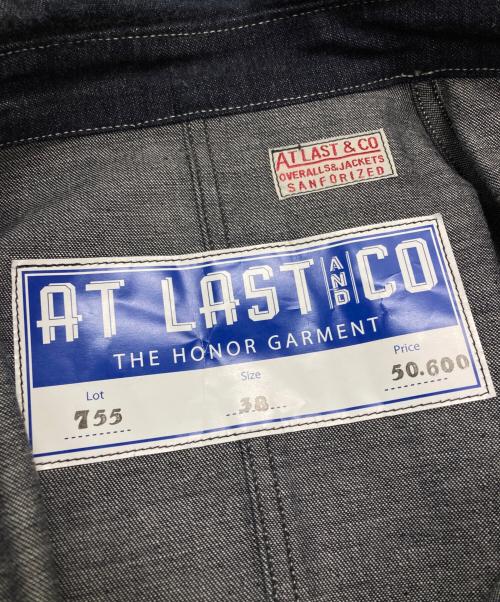 AT LAST & CO
OVERALLS & JACKETS
SANFORIZED
AT LAST AND CO
THE HONOR GARMENT
Lot Size Price
755 38 50.600